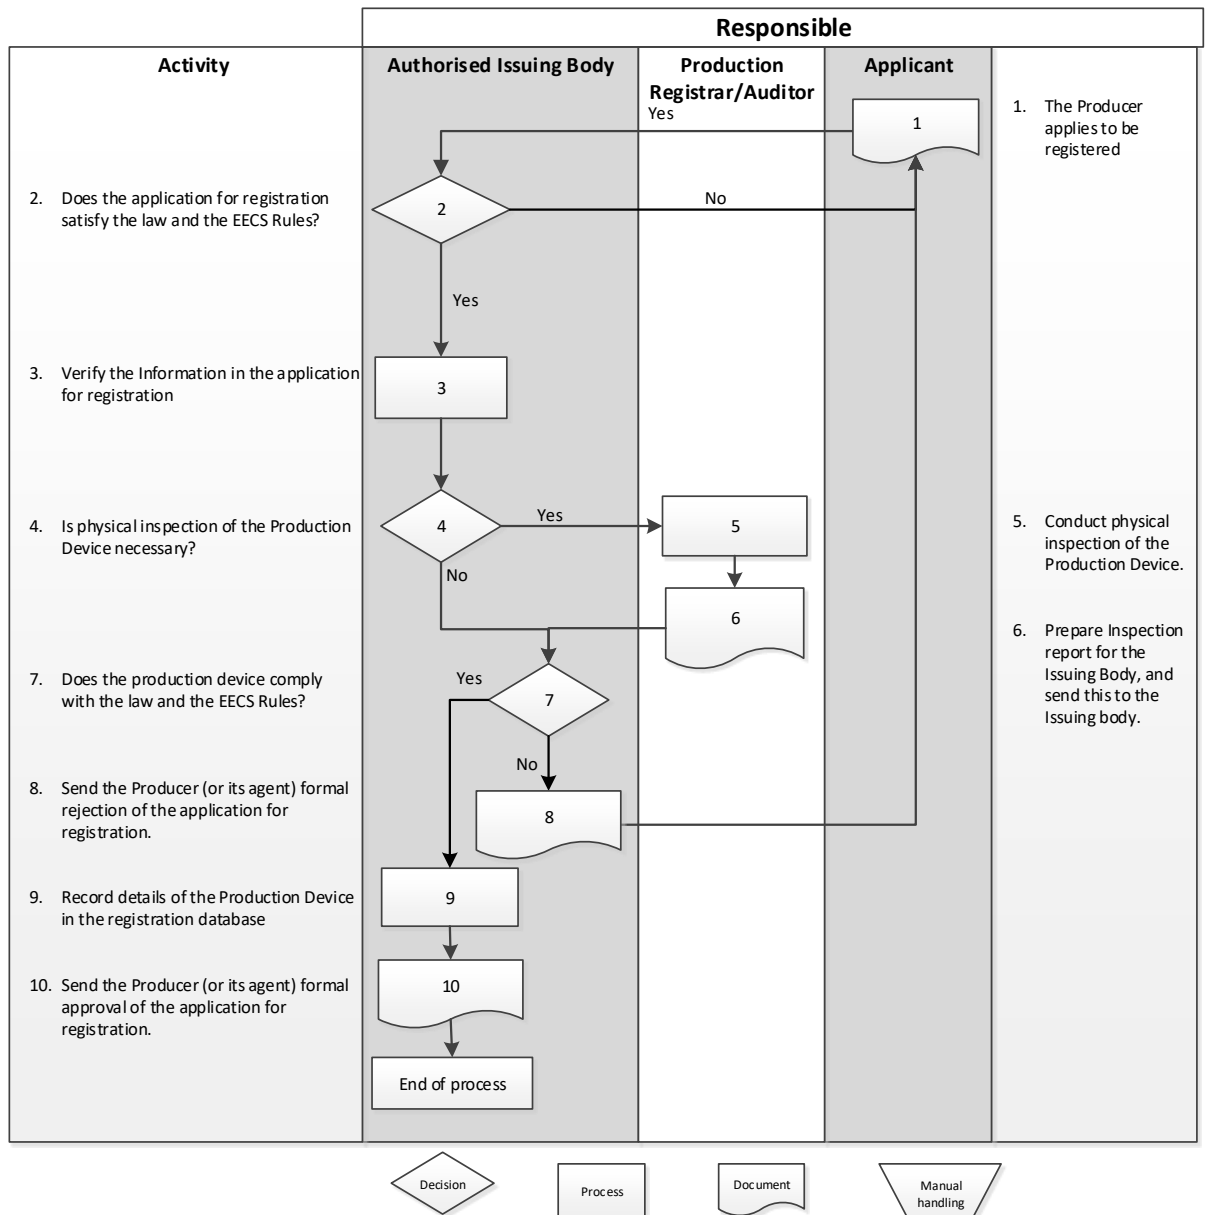 Responsible
Activity
Authorised Issuing Body
Production
Registrar/Auditor
Applicant
Yes
1
1. The Producer
applies to be
registered
2. Does the application for registration
satisfy the law and the EECS Rules?
2
No
Yes
3. Verify the Information in the application
for registration
3
4. Is physical inspection of the Production
Device necessary?
4
Yes
5
5. Conduct physical
inspection of the
Production Device.
No
6
6. Prepare Inspection
report for the
Issuing Body, and
send this to the
Issuing body.
7. Does the production device comply
with the law and the EECS Rules?
Yes
7
No
8. Send the Producer (or its agent) formal
rejection of the application for
registration.
8
9. Record details of the Production Device
in the registration database
9
10. Send the Producer (or its agent) formal
approval of the application for
registration.
10
End of process
Decision
Process
Document
Manual
handling